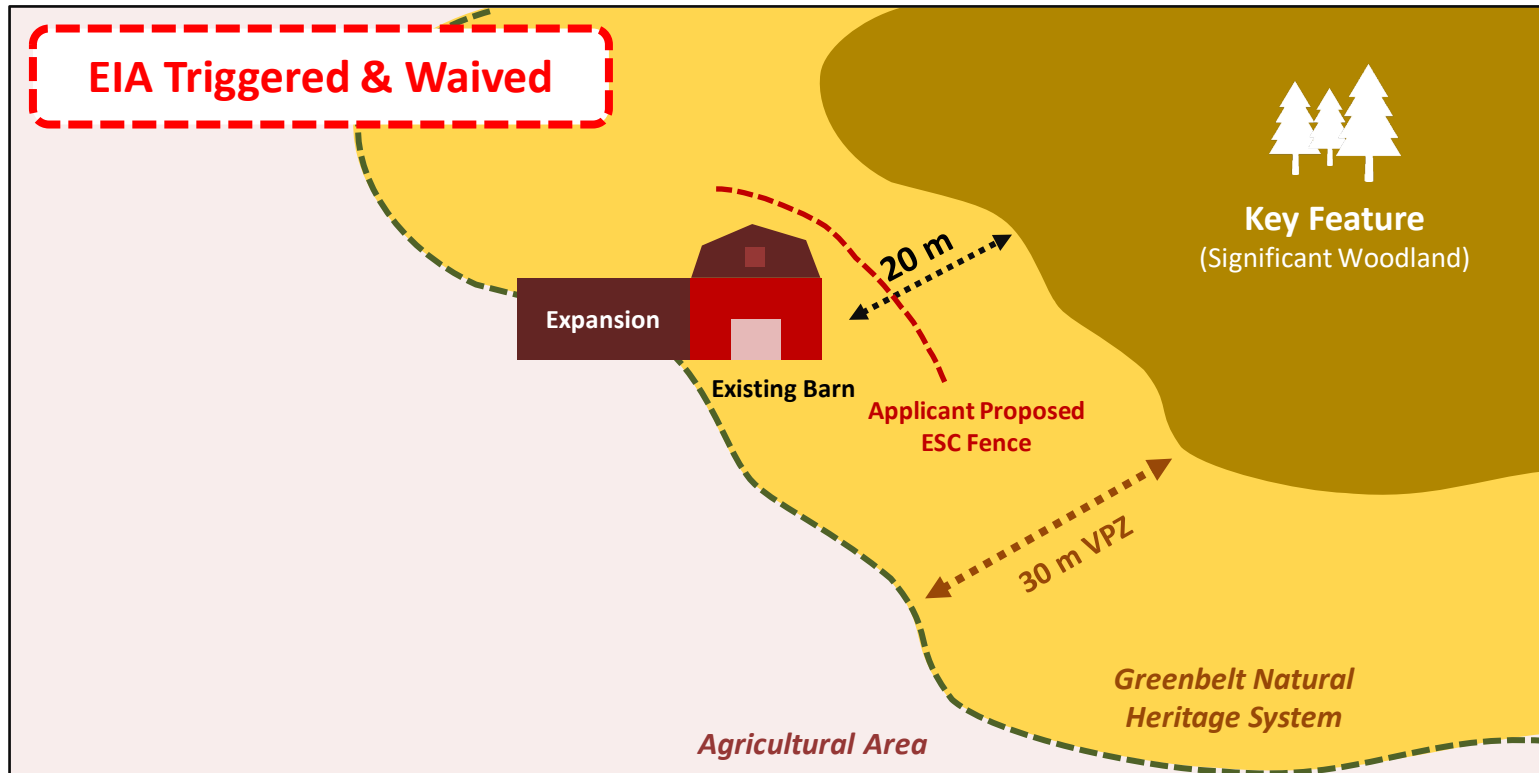 EIA Triggered & Waived
Key Feature
(Significant Woodland)
20 m
Expansion
Existing Barn
Applicant Proposed
ESC Fence
30 m VPZ
Greenbelt Natural
Heritage System
Agricultural Area